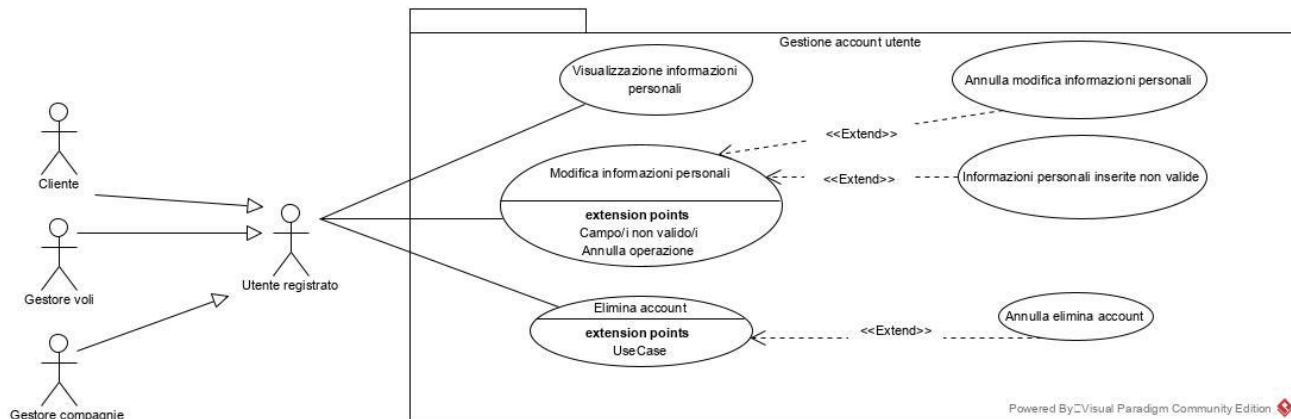 Gestione account utente
Visualizzazione informazioni
personali
Annulla modifica informazioni personali
<<Extend>>
Cliente
Modifica informazioni personali
<<Extend>>
Informazioni personali inserite non valide
extension points
Campo/i non valido/i
Annulla operazione
Utente registrato
Gestore voli
Elimina account
extension points
UseCase
<<Extend>>
Annulla elimina account
Gestore compagnie
Powered By Visual Paradigm Community Edition